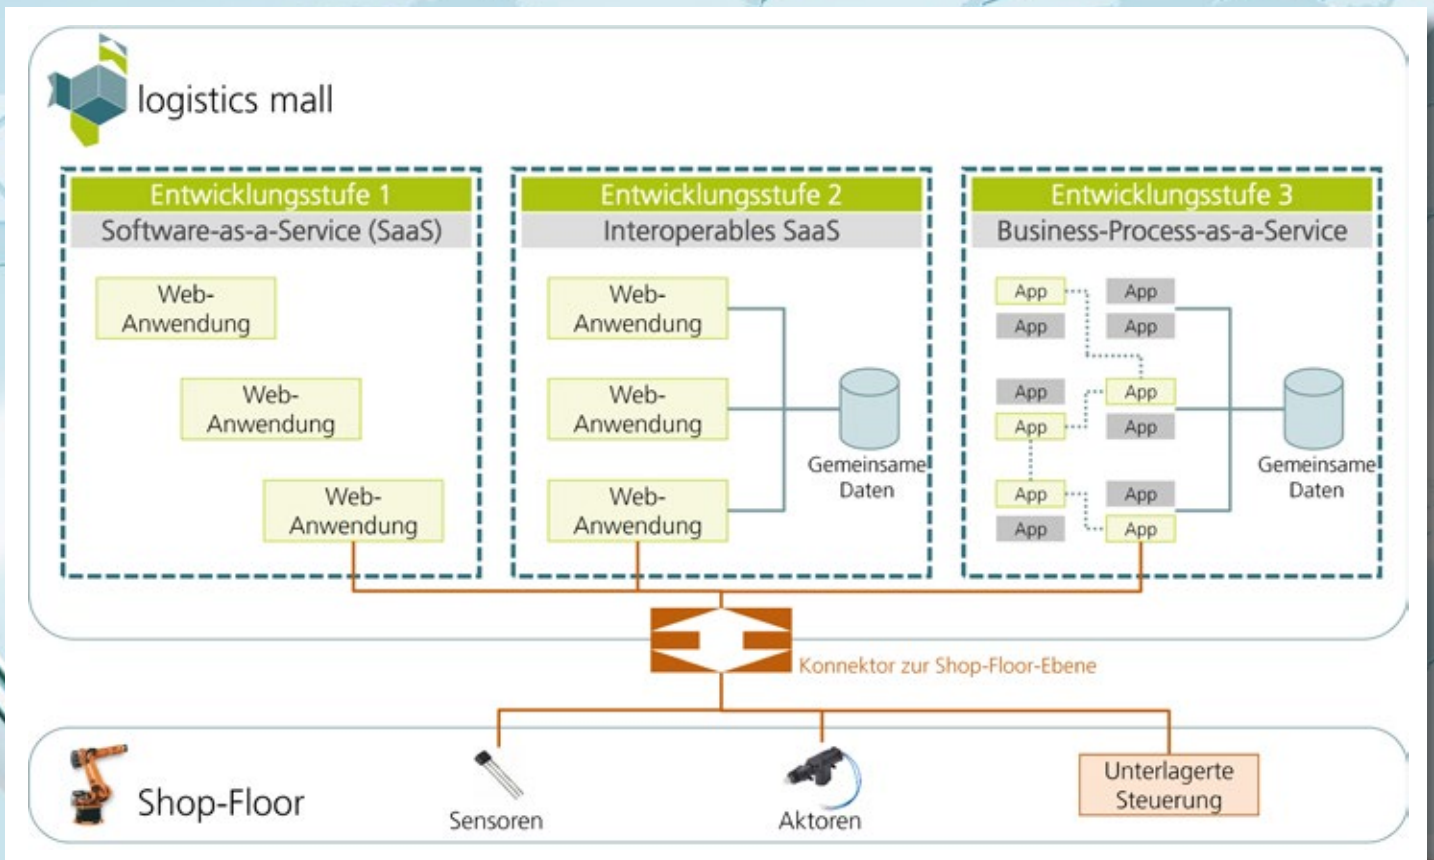 logistics mall
Entwicklungsstufe 1
Software-as-a-Service (SaaS)
Web-
Anwendung
Web-
Anwendung
Web-
Anwendung
Entwicklungsstufe 2
Interoperables SaaS
Web-
Anwendung
Web-
Anwendung
Web-
Anwendung
Gemeinsame
Daten
Entwicklungsstufe 3
Business-Process-as-a-Service
App
App
App
App
App
App
App
App
App
App
App
App
Gemeinsame
Daten
Konnektor zur Shop-Floor-Ebene
Shop-Floor
Sensoren
Aktoren
Unterlagerte
Steuerung